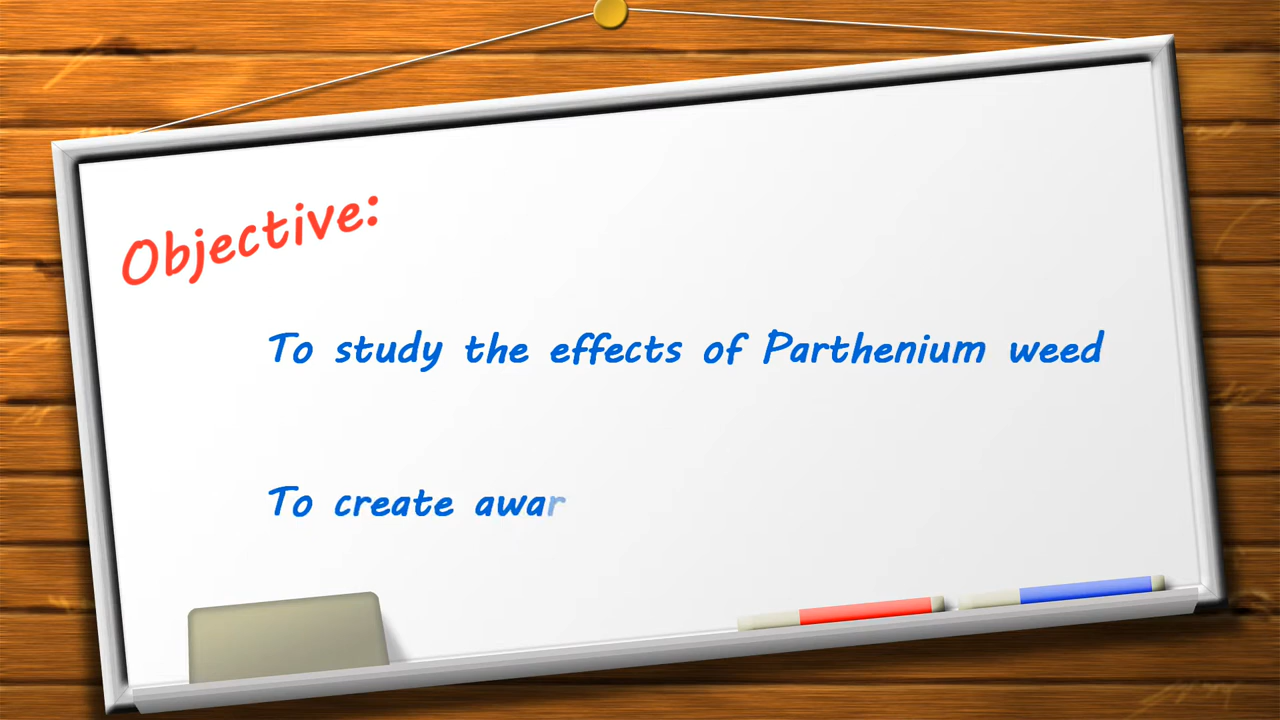 Objective:
To study the effects of Parthenium weed
To create awar